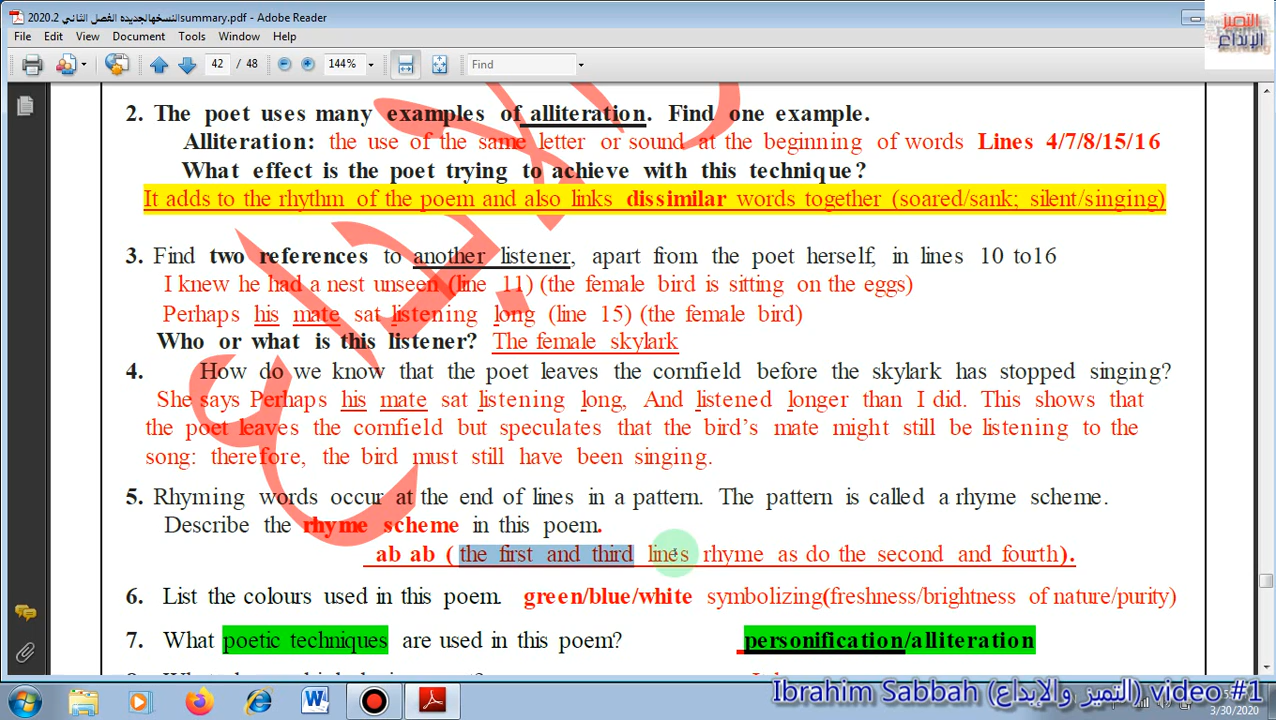 النسخهالجديده الفصل الثاني 2020.2summary.pdf - Adobe Reader
File Edit View Document Tools Window Help
42 / 48 144% Find
التميز
الإبداع
2. The poet uses many examples of alliteration. Find one example.
Alliteration: the use of the same letter or sound at the beginning of words Lines 4/7/8/15/16
What effect is the poet trying to achieve with this technique?
It adds to the rhythm of the poem and also links dissimilar words together (soared/sank; silent/singing)
3. Find two references to another listener, apart from the poet herself, in lines 10 to16
I knew he had a nest unseen (line 11) (the female bird is sitting on the eggs)
Perhaps his mate sat listening long (line 15) (the female bird)
Who or what is this listener? The female skylark
4. How do we know that the poet leaves the cornfield before the skylark has stopped singing?
She says Perhaps his mate sat listening long, And listened longer than I did. This shows that
the poet leaves the cornfield but speculates that the bird's mate might still be listening to the
song: therefore, the bird must still have been singing.
5. Rhyming words occur at the end of lines in a pattern. The pattern is called a rhyme scheme.
Describe the rhyme scheme in this poem.
ab ab ( the first and third lines rhyme as do the second and fourth).
6. List the colours used in this poem. green/blue/white symbolizing(freshness/brightness of nature/purity)
7. What poetic techniques are used in this poem? personification/alliteration
Ibrahim Sabbah (التميز والإبداع) video #1
3/30/2020